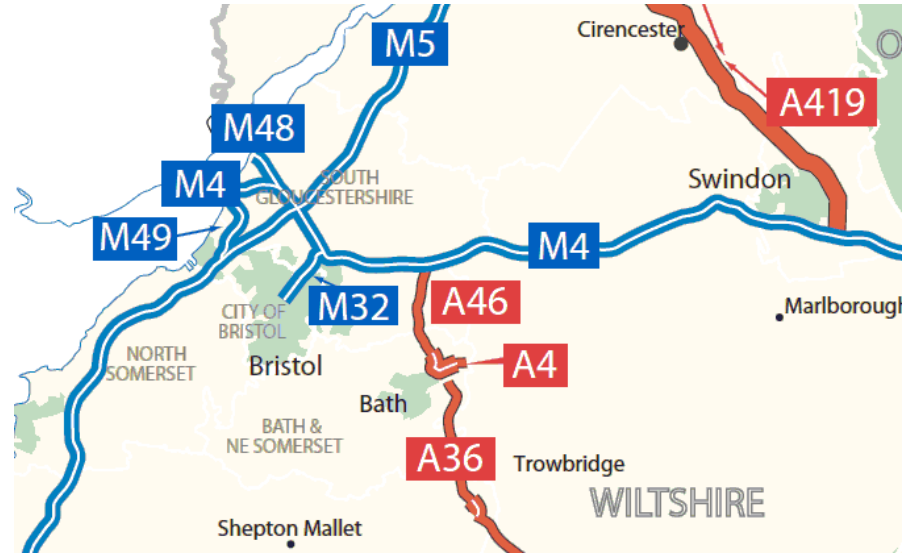 Cirencester
M5
O
A419
M48
SOUTH
GLOUCESTERSHIRE
M4
Swindon
M49
M4
M32
A46
Marlborough
CITY OF
BRISTOL
NORTH
SOMERSET
Bristol
A4
Bath
BATH &
NE SOMERSET
A36
Trowbridge
WILTSHIRE
Shepton Mallet